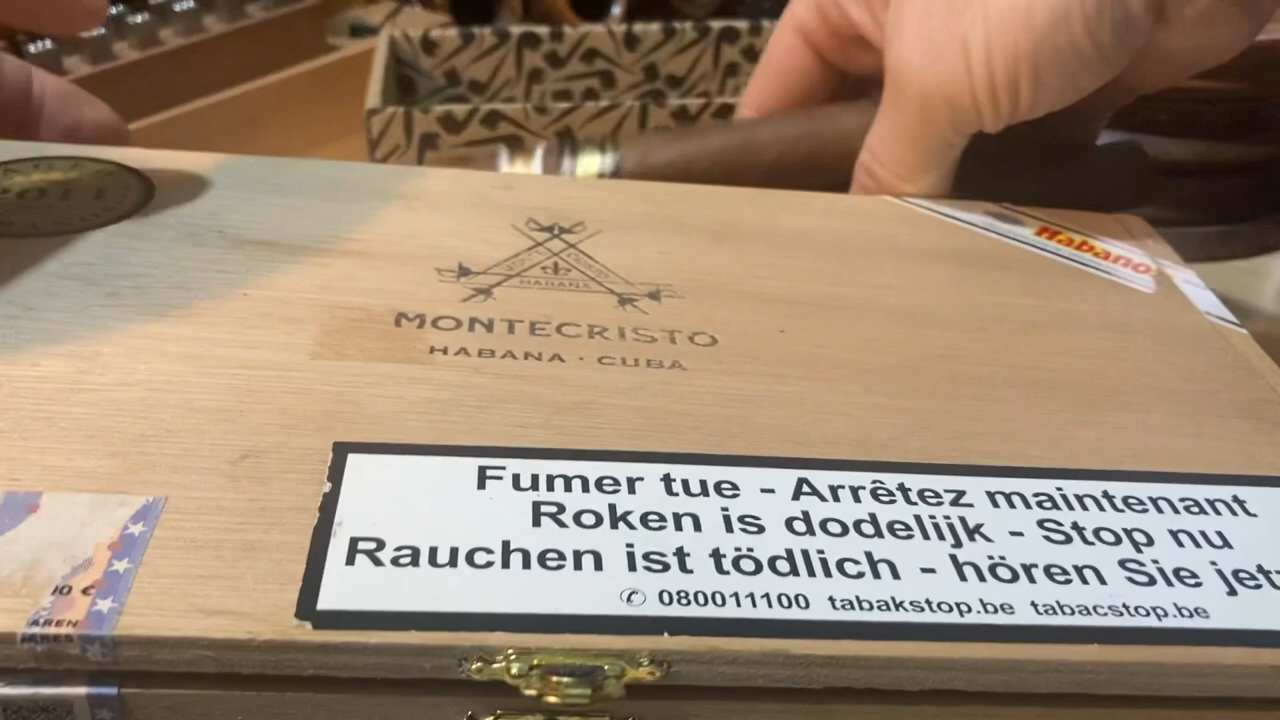 Habano
HABANA
MONTECRISTO
HABANA · CUBA
Fumer tue - Arrêtez maintenant
Roken is dodelijk - Stop nu
Rauchen ist tödlich - hören Sie
✆ 080011100 tabakstop.be tabacstop.be
€